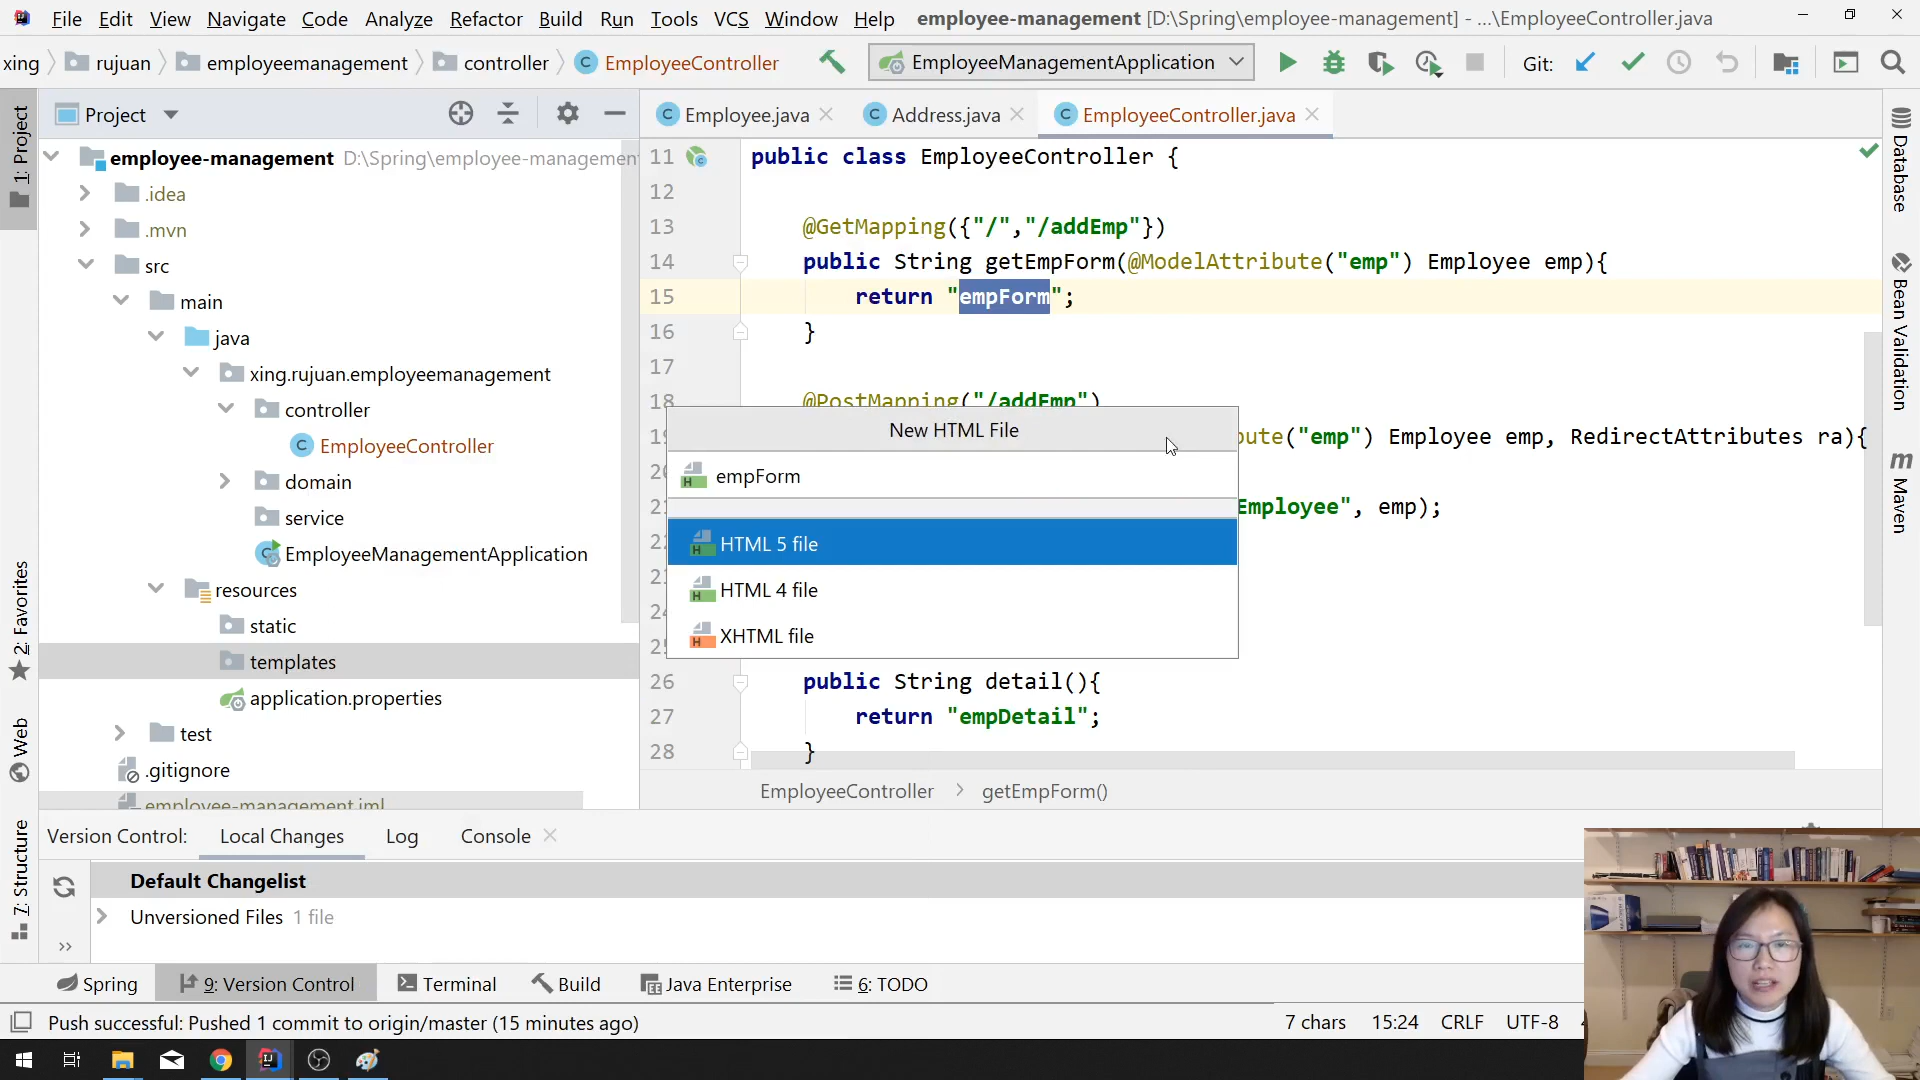 File Edit View Navigate Code Analyze Refactor Build Run Tools VCS Window Help employee-management [D:\Spring\employee-management] - ...\EmployeeController.java
xing rujuan employeemanagement controller EmployeeController EmployeeManagementApplication Git:
Project
Employee.java Address.java EmployeeController.java
1: Project
2: Favorites
Web
7: Structure
employee-management D:\Spring\employee-managemen
.idea
.mvn
src
main
java
xing.rujuan.employeemanagement
controller
EmployeeController
domain
service
EmployeeManagementApplication
resources
static
templates
application.properties
test
.gitignore
employee-management.iml
11 public class EmployeeController {
12
13 @GetMapping({"/","/addEmp"})
14 public String getEmpForm(@ModelAttribute("emp") Employee emp){
15 return "empForm";
16 }
17
18 @PostMapping("/addEmp")
ute("emp") Employee emp, RedirectAttributes ra){
Employee", emp);
26 public String detail(){
27 return "empDetail";
28 }
New HTML File
empForm
HTML 5 file
HTML 4 file
XHTML file
EmployeeController getEmpForm()
Database
Bean Validation
Maven
Version Control: Local Changes Log Console
Default Changelist
Unversioned Files 1 file
Spring 9: Version Control Terminal Build Java Enterprise 6: TODO
Push successful: Pushed 1 commit to origin/master (15 minutes ago) 7 chars 15:24 CRLF UTF-8